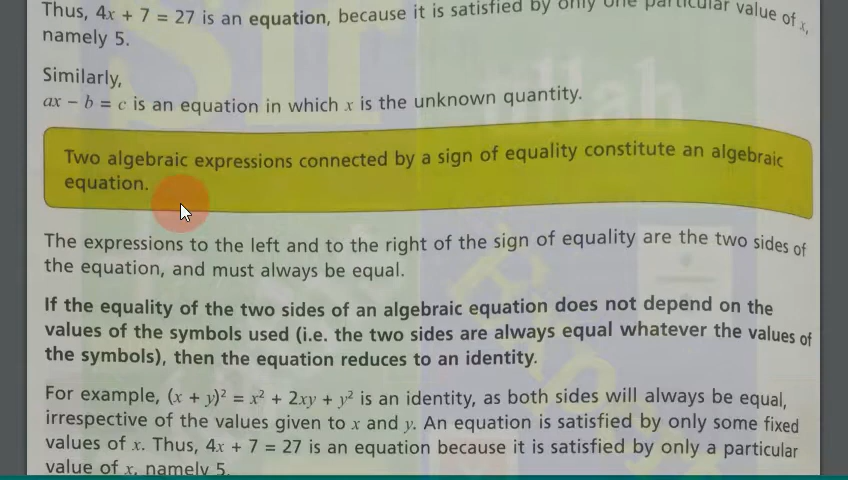 Thus, 4x + 7 = 27 is an equation, because it is satisfied by only one particular value of x,
namely 5.
Similarly,
ax − b = c is an equation in which x is the unknown quantity.
Two algebraic expressions connected by a sign of equality constitute an algebraic
equation.
The expressions to the left and to the right of the sign of equality are the two sides of
the equation, and must always be equal.
If the equality of the two sides of an algebraic equation does not depend on the
values of the symbols used (i.e. the two sides are always equal whatever the values of
the symbols), then the equation reduces to an identity.
For example, (x + y)² = x² + 2xy + y² is an identity, as both sides will always be equal,
irrespective of the values given to x and y. An equation is satisfied by only some fixed
values of x. Thus, 4x + 7 = 27 is an equation because it is satisfied by only a particular
value of x, namely 5.